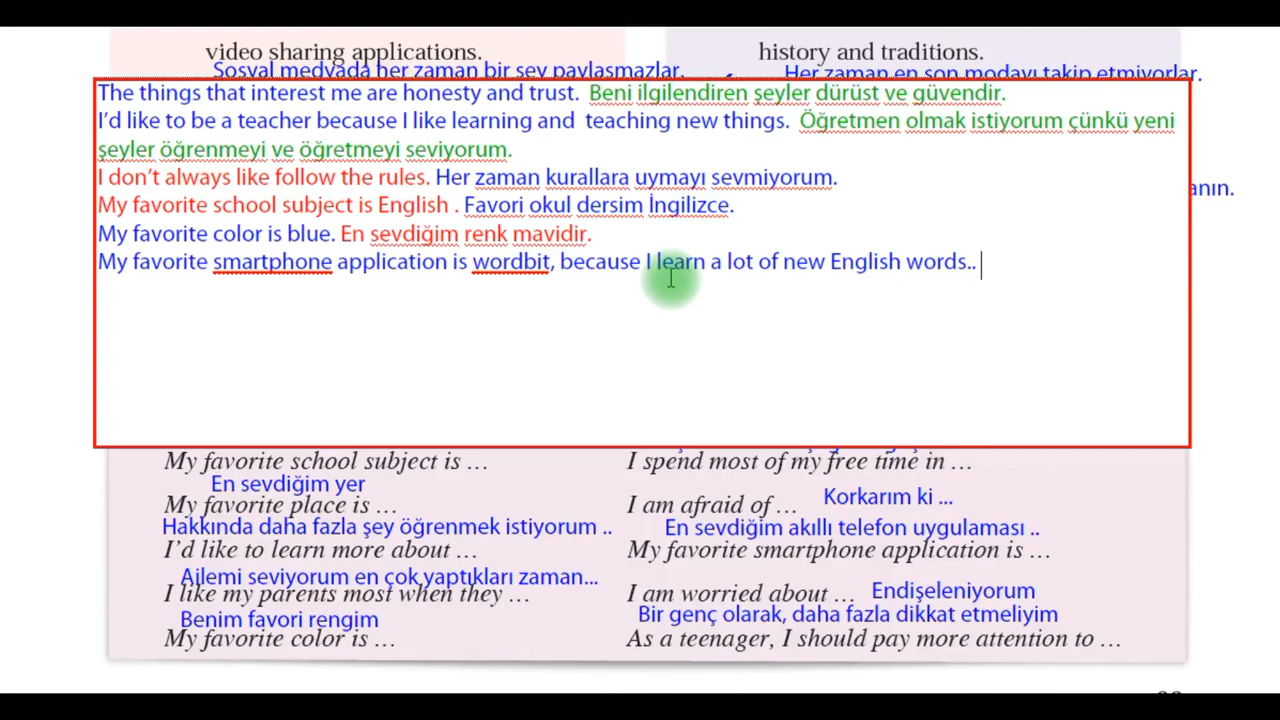 video sharing applications.
history and traditions.
Sosyal medyada her zaman bir şey paylaşmazlar.
Her zaman en son modayı takip etmiyorlar.
The things that interest me are honesty and trust. Beni ilgilendiren şeyler dürüst ve güvendir.
I'd like to be a teacher because I like learning and teaching new things. Öğretmen olmak istiyorum çünkü yeni
şeyler öğrenmeyi ve öğretmeyi seviyorum.
I don't always like follow the rules. Her zaman kurallara uymayı sevmiyorum.
anın.
My favorite school subject is English . Favori okul dersim İngilizce.
My favorite color is blue. En sevdiğim renk mavidir.
My favorite smartphone application is wordbit, because I learn a lot of new English words..
My favorite school subject is …
I spend most of my free time in …
En sevdiğim yer
My favorite place is …
Korkarım ki ...
I am afraid of …
Hakkında daha fazla şey öğrenmek istiyorum ..
En sevdiğim akıllı telefon uygulaması ..
I'd like to learn more about …
My favorite smartphone application is …
Ailemi seviyorum en çok yaptıkları zaman...
I like my parents most when they …
Endişeleniyorum
I am worried about …
Benim favori rengim
Bir genç olarak, daha fazla dikkat etmeliyim
My favorite color is …
As a teenager, I should pay more attention to …